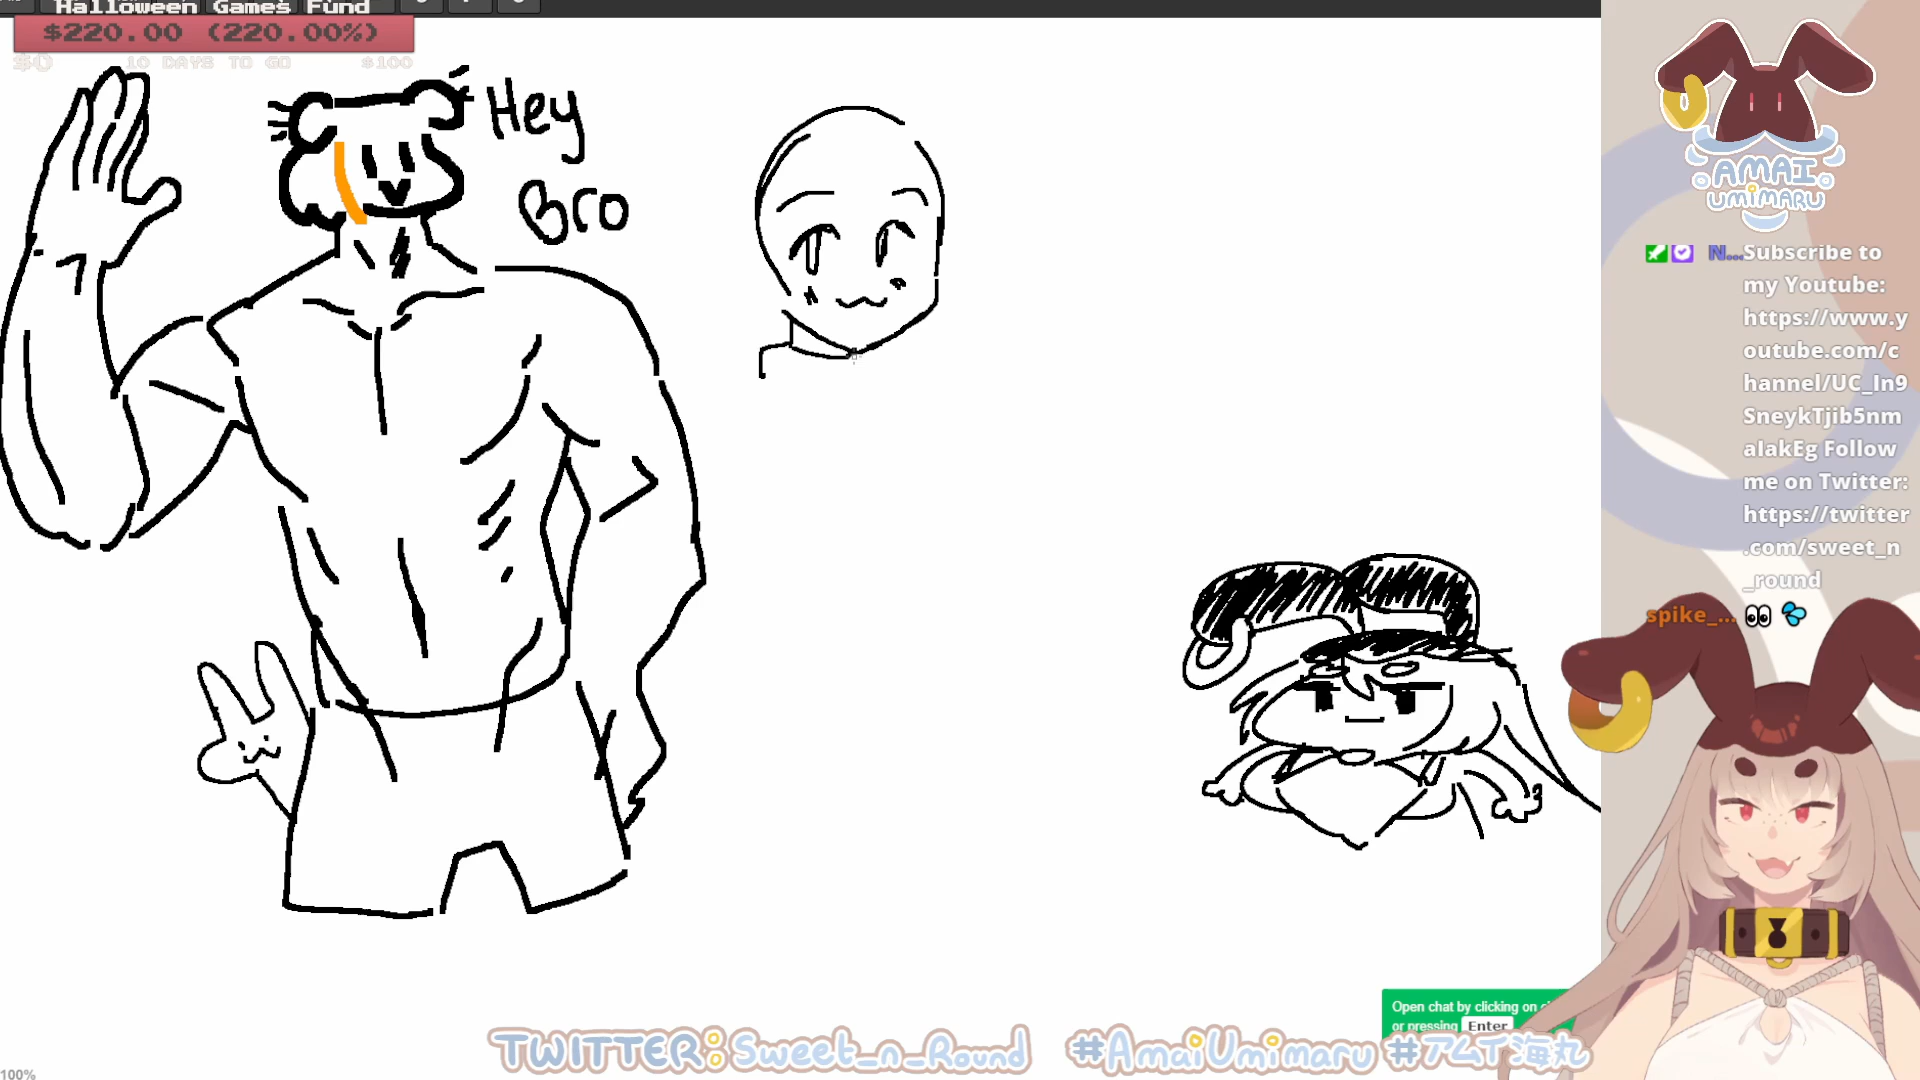 Halloween Games Fund
$220.00 (220.00%)
$0
10 DAYS TO GO
$100
Hey
Bro
AMAI
UMIMARU
N... Subscribe to
my Youtube:
https://www.y
outube.com/c
hannel/UC_In9
SneykTjib5nm
alakEg Follow
me on Twitter:
https://twitter
.com/sweet_n
_round
spike_...
Open chat by clicking on
or pressing Enter
TWITTER:Sweet_n_Round #AmaiUmimaru #アムイ海丸
100%